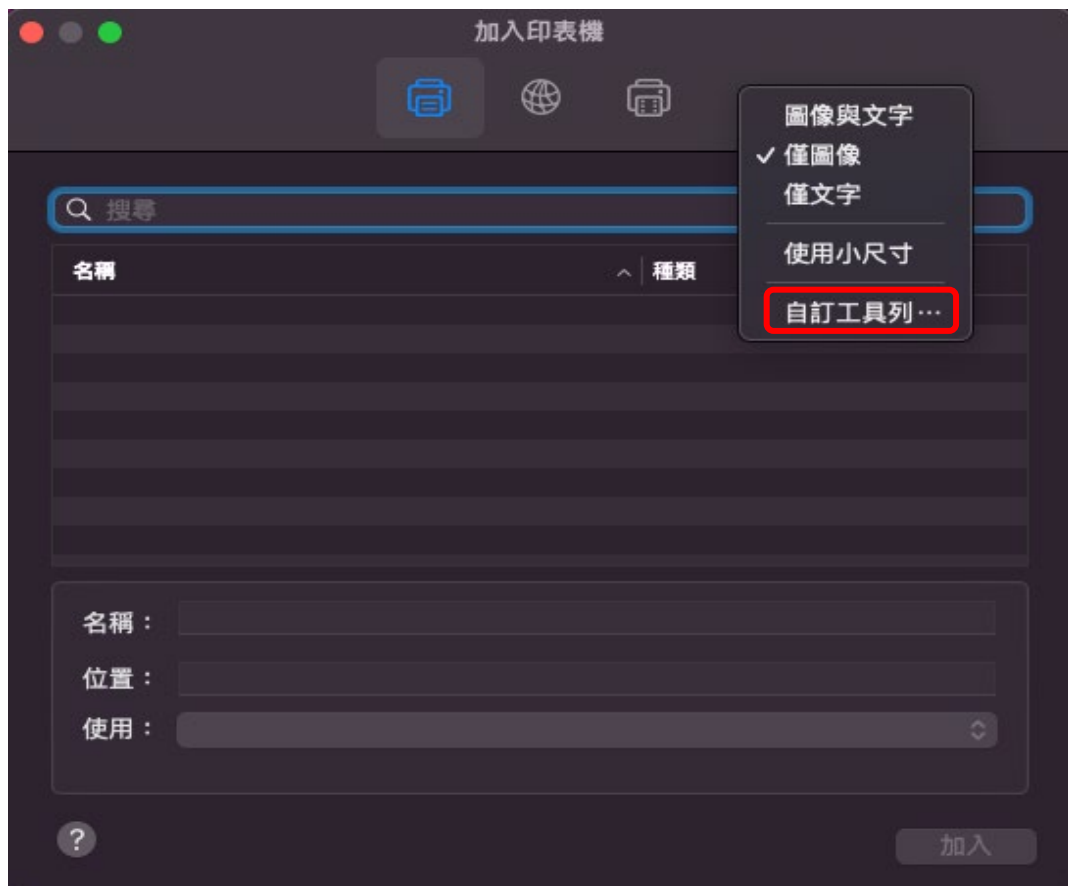 加入印表機
圖像與文字
✓ 僅圖像
僅文字
使用小尺寸
自訂工具列…
搜尋
名稱
種類
名稱：
位置：
使用：
?
加入